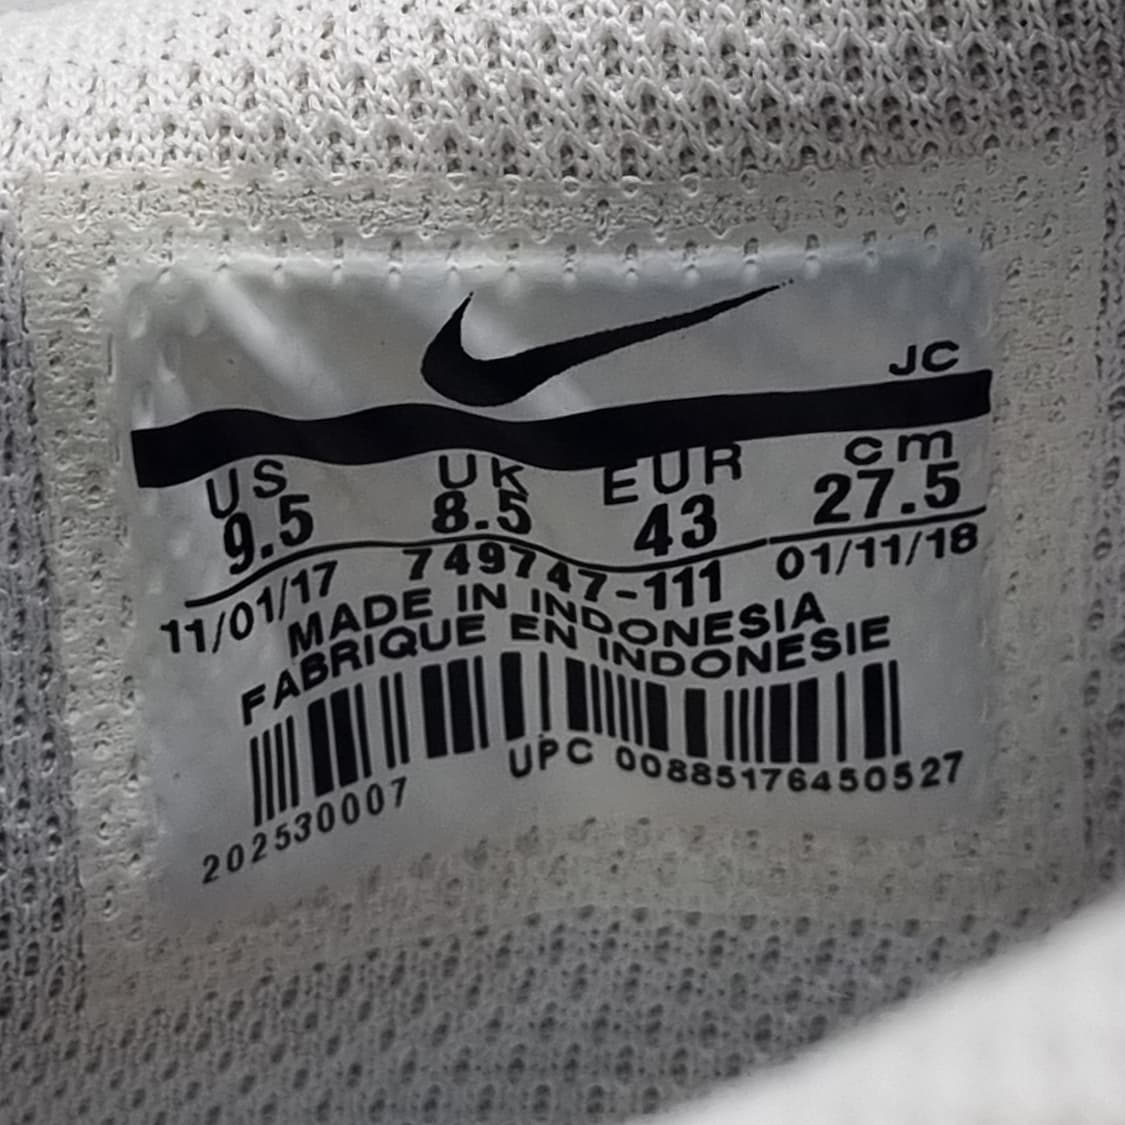 JC
US UK EUR cm
9.5 8.5 43 27.5
11/01/17 749747-111 01/11/18
MADE IN INDONESIA
FABRIQUE EN INDONESIE
UPC 00885176450527
202530007